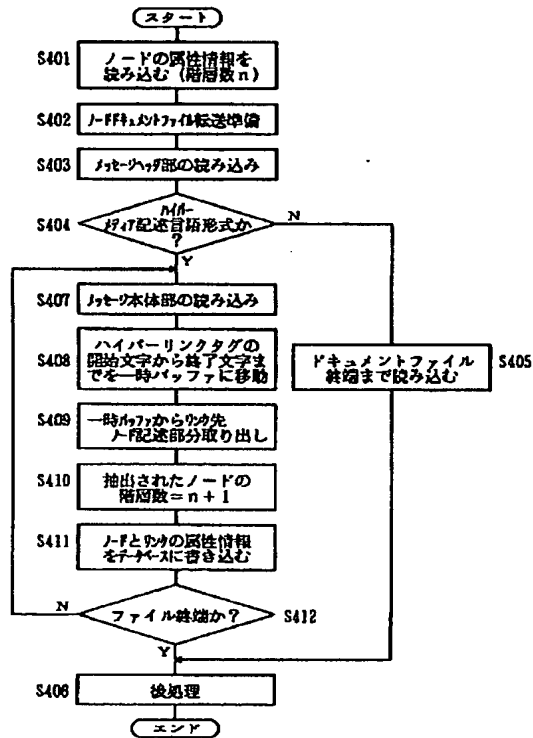 スタート
S401
ノードの属性情報を
読み込む（階層数n）
S402
ノードドキュメントファイル転送準備
S403
メッセージヘッダ部の読み込み
S404
ハイパー
メディア記述言語形式か
?
N
Y
S407
メッセージ本体部の読み込み
S408
ハイパーリンクタグの
開始文字から終了文字ま
でを一時バッファに移動
S405
ドキュメントファイル
終端まで読み込む
S409
一時バッファからリンク先
ノード記述部分取り出し
S410
抽出されたノードの
階層数=n+1
S411
ノードとリンクの属性情報
をデータベースに書き込む
N
ファイル終端か?
S412
Y
S406
後処理
エンド